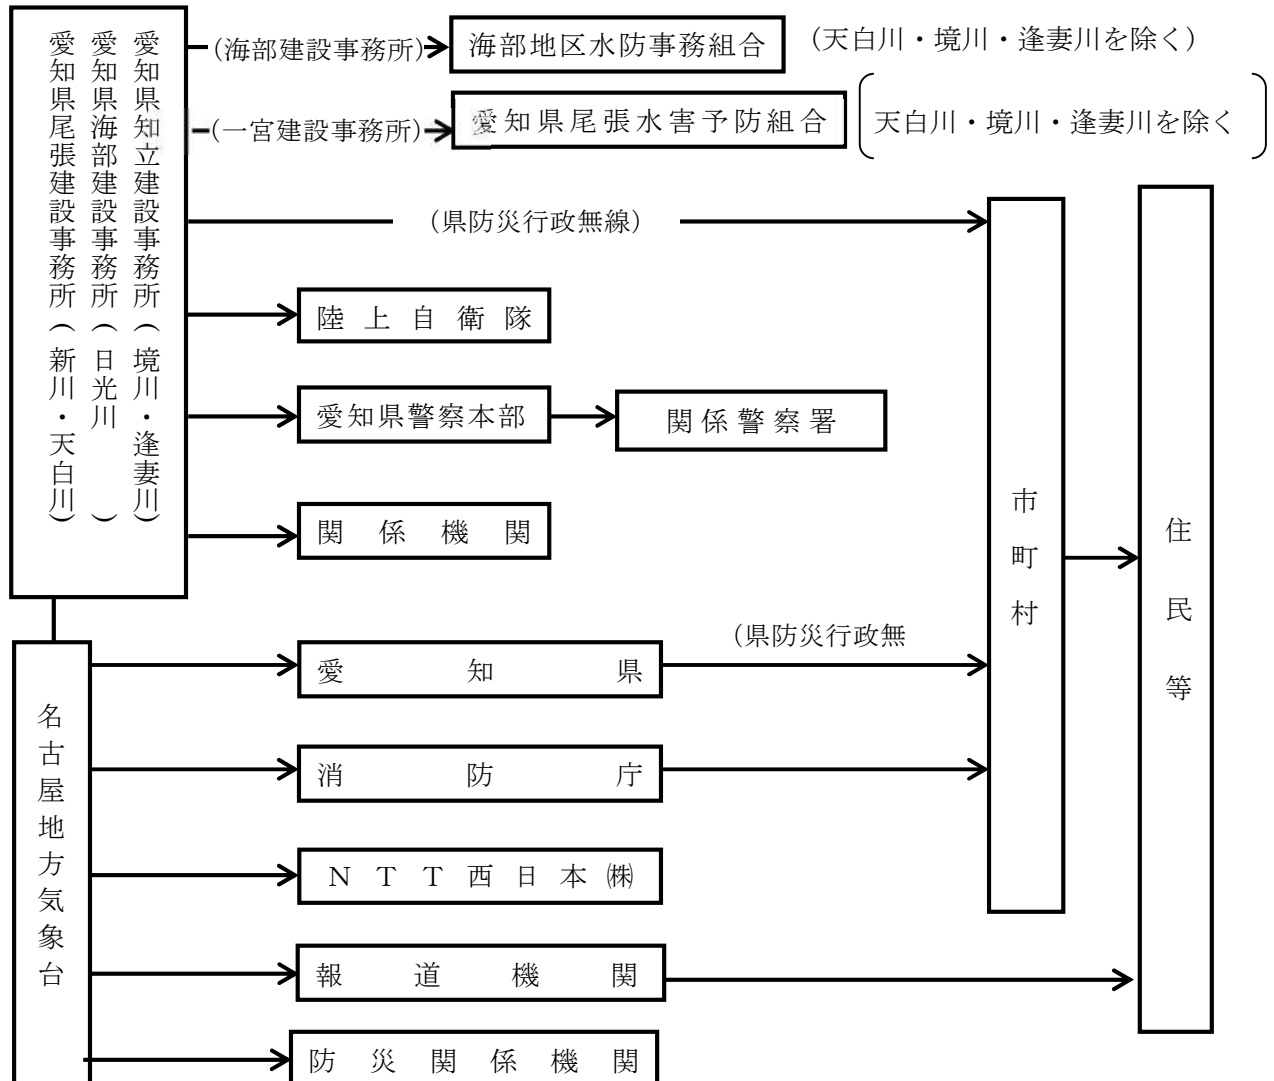 愛知県知立建設事務所(境川・逢妻川)
愛知県海部建設事務所(日光川)
愛知県尾張建設事務所(新川・天白川)
(海部建設事務所)
海部地区水防事務組合
(天白川・境川・逢妻川を除く)
(一宮建設事務所)
愛知県尾張水害予防組合
天白川・境川・逢妻川を除く
(県防災行政無線)
陸上自衛隊
愛知県警察本部
関係警察署
関係機関
市町村
住民等
名古屋地方気象台
愛知県
(県防災行政無
消防庁
NTT西日本㈱
報道機関
防災関係機関